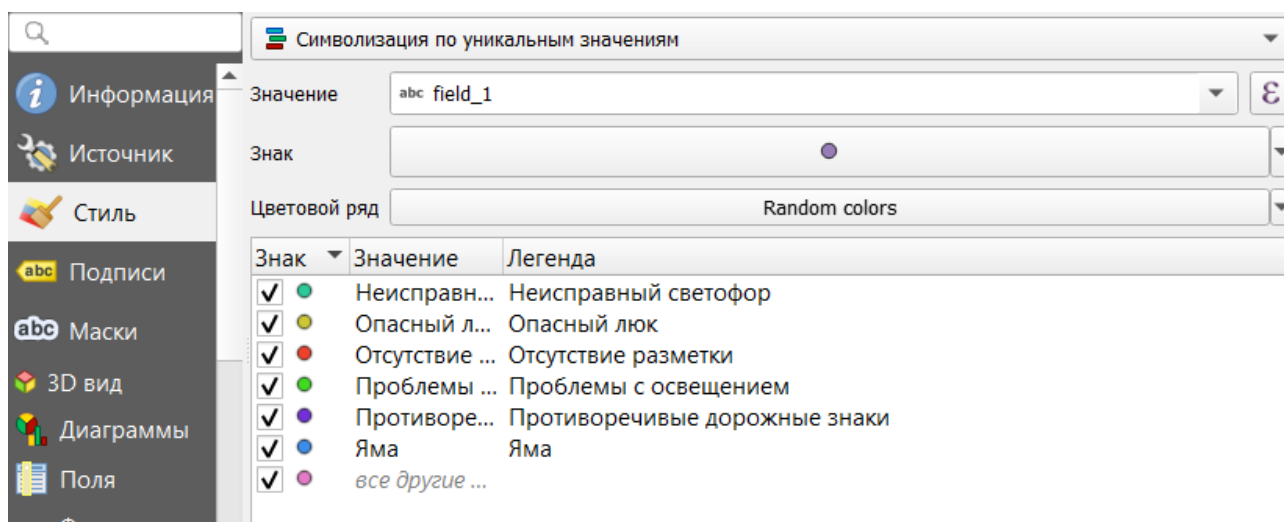 Символизация по уникальным значениям
Информация
Значение
abc field_1
ε
Источник
Знак
Стиль
Цветовой ряд
Random colors
Знак
Значение
Легенда
abc Подписи
Неисправн... Неисправный светофор
Опасный л... Опасный люк
abc Маски
Отсутствие ... Отсутствие разметки
3D вид
Проблемы ... Проблемы с освещением
Диаграммы
Противоре... Противоречивые дорожные знаки
Яма Яма
Поля
все другие ...